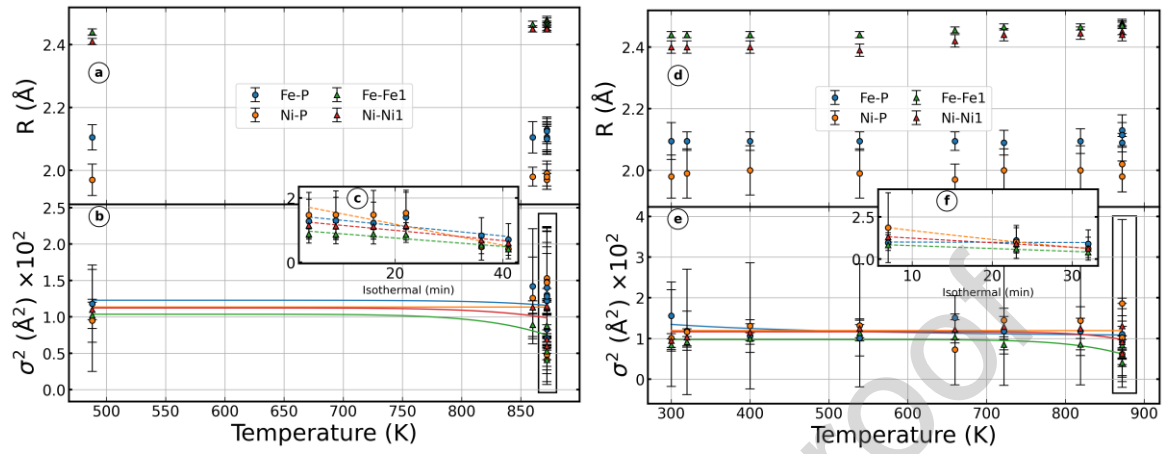 2.4
2.2
2.0
R (Å)
a
Fe-P
Fe-Fe1
Ni-P
Ni-Ni1
2.5
2.0
1.5
1.0
0.5
0.0
σ² (Å²) ×10²
b
c
2
0
22
42
Isothermal (min)
500
550
600
650
700
750
800
850
Temperature (K)
2.4
2.2
2.0
R (Å)
d
Fe-P
Fe-Fe1
Ni-P
Ni-Ni1
4
3
2
1
0
σ² (Å²) ×10²
e
f
2.5
0.0
10
20
30
Isothermal (min)
300
400
500
600
700
800
900
Temperature (K)
roof